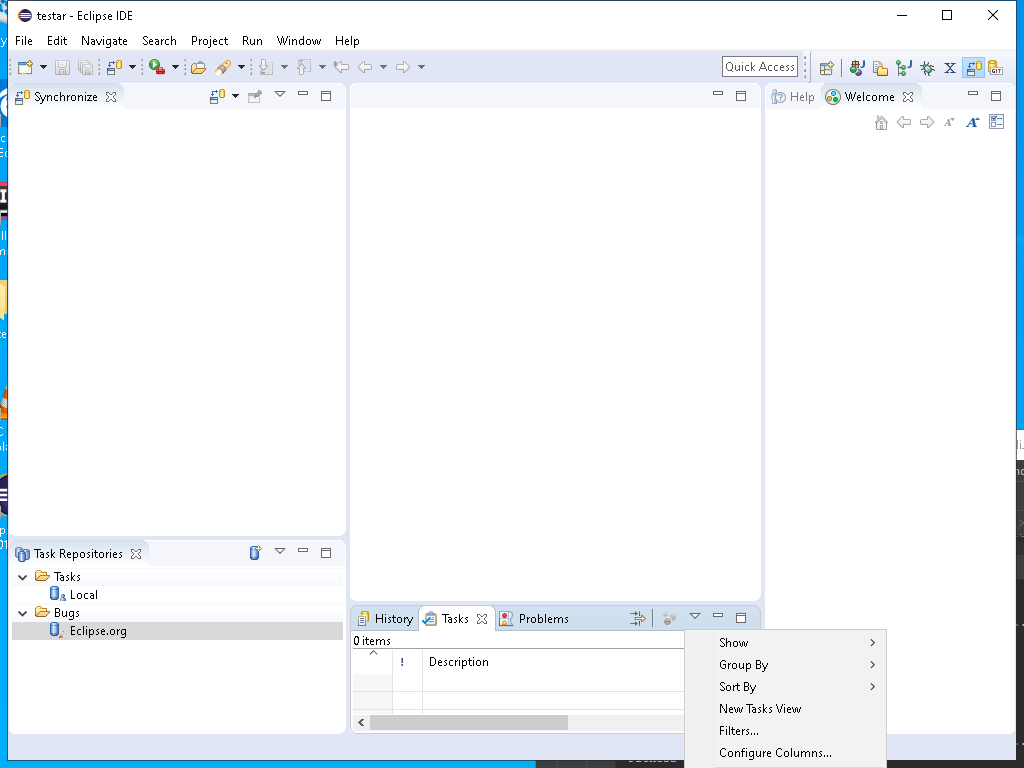 testar - Eclipse IDE
File Edit Navigate Search Project Run Window Help
Quick Access
Synchronize
Help Welcome
Task Repositories
Tasks
Local
Bugs
Eclipse.org
History Tasks Problems
0 items
! Description
Show
Group By
Sort By
New Tasks View
Filters...
Configure Columns...